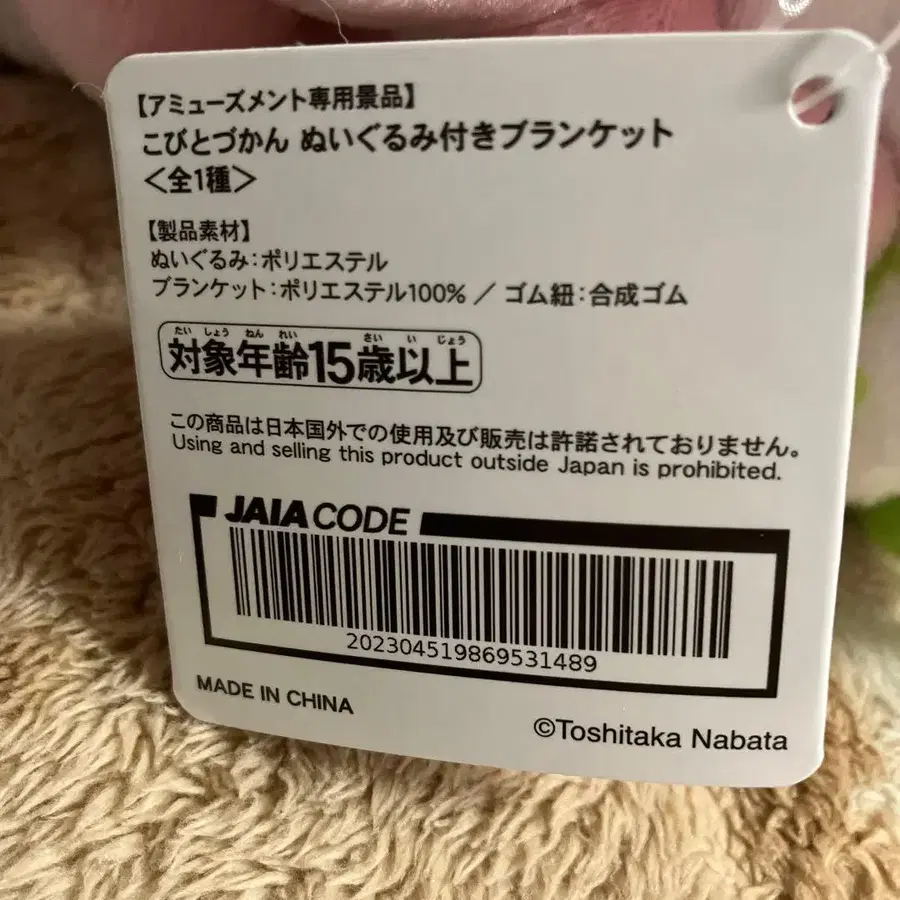 【アミューズメント専用景品】
こびとづかん ぬいぐるみ付きブランケット
＜全1種＞
【製品素材】
ぬいぐるみ：ポリエステル
ブランケット：ポリエステル100% ／ ゴム紐：合成ゴム
たい しょう ねん れい さい い じょう
対象年齢15歳以上
この商品は日本国外での使用及び販売は許諾されておりません。
Using and selling this product outside Japan is prohibited.
JAIA CODE
202304519869531489
MADE IN CHINA
©Toshitaka Nabata